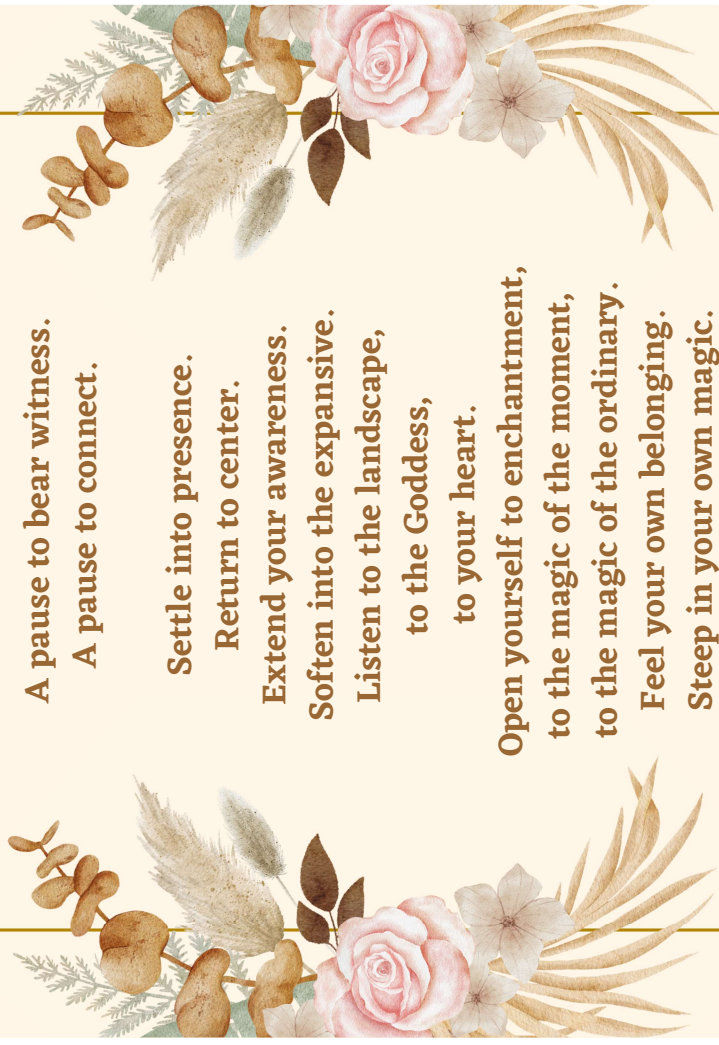 A pause to bear witness.
A pause to connect.
Settle into presence.
Return to center.
Extend your awareness.
Soften into the expansive.
Listen to the landscape,
to the Goddess,
to your heart.
Open yourself to enchantment,
to the magic of the moment,
to the magic of the ordinary.
Feel your own belonging.
Steep in your own magic.